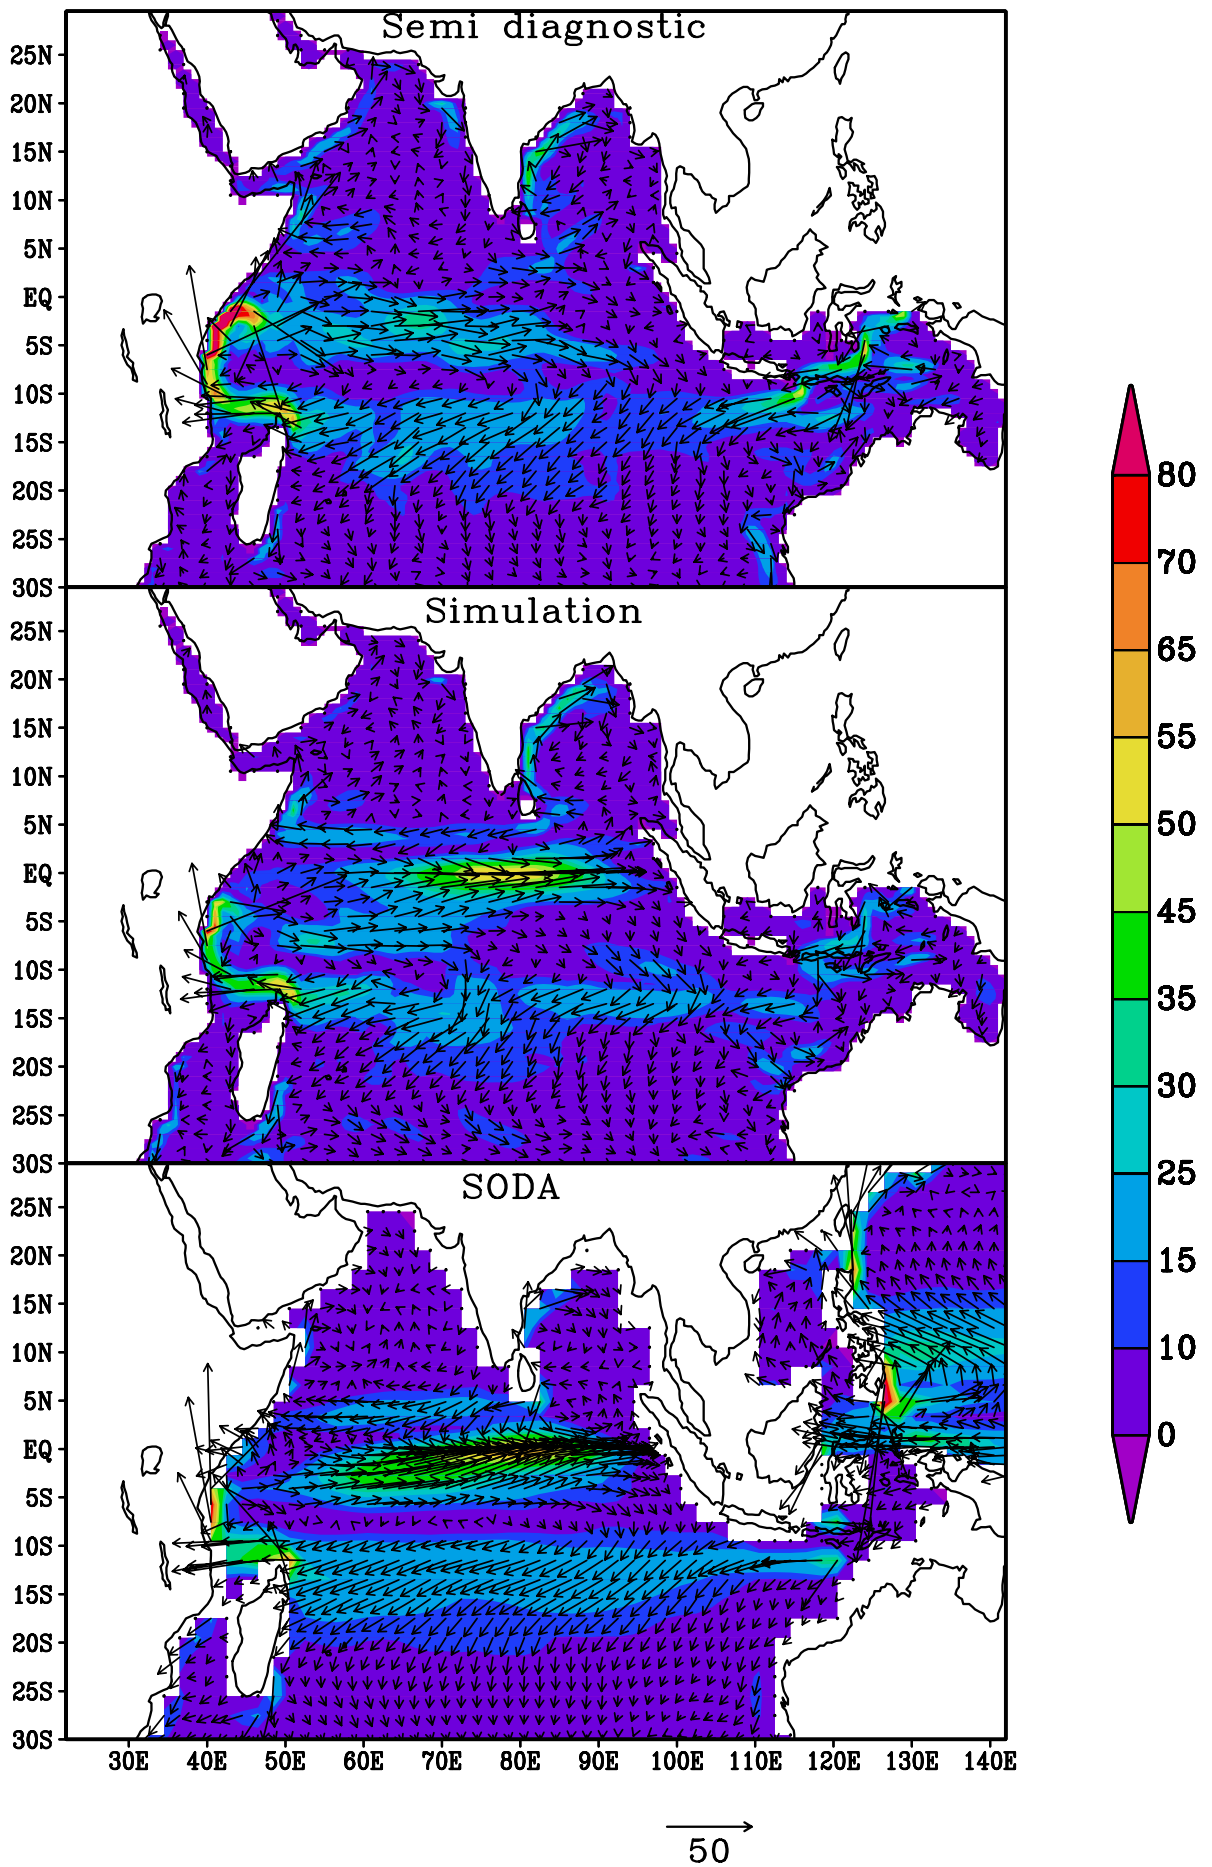 Semi diagnostic
25N
20N
15N
10N
5N
EQ
5S
10S
15S
20S
25S
30S
Simulation
25N
20N
15N
10N
5N
EQ
5S
10S
15S
20S
25S
30S
SODA
25N
20N
15N
10N
5N
EQ
5S
10S
15S
20S
25S
30S
30E 40E 50E 60E 70E 80E 90E 100E 110E 120E 130E 140E
50
80
70
65
55
50
45
35
30
25
15
10
0